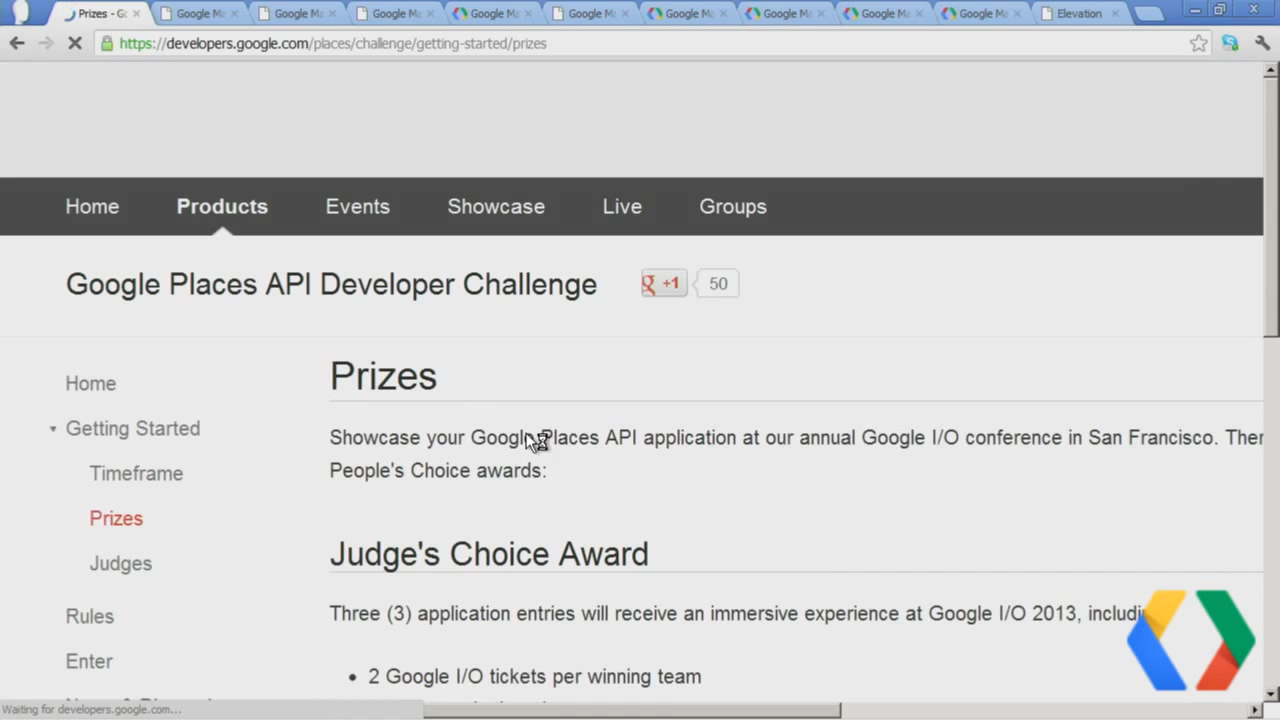 Prizes - Go
Google Ma
Google Ma
Google Ma
Google Ma
Google Ma
Google Ma
Google Ma
Google Ma
Google Ma
Elevation
https://developers.google.com/places/challenge/getting-started/prizes
Home Products Events Showcase Live Groups
Google Places API Developer Challenge +1 50
Home
Getting Started
Timeframe
Prizes
Judges
Rules
Enter
Prizes
Showcase your Google Places API application at our annual Google I/O conference in San Francisco. Ther
People's Choice awards:
Judge's Choice Award
Three (3) application entries will receive an immersive experience at Google I/O 2013, includi
• 2 Google I/O tickets per winning team
Waiting for developers.google.com...